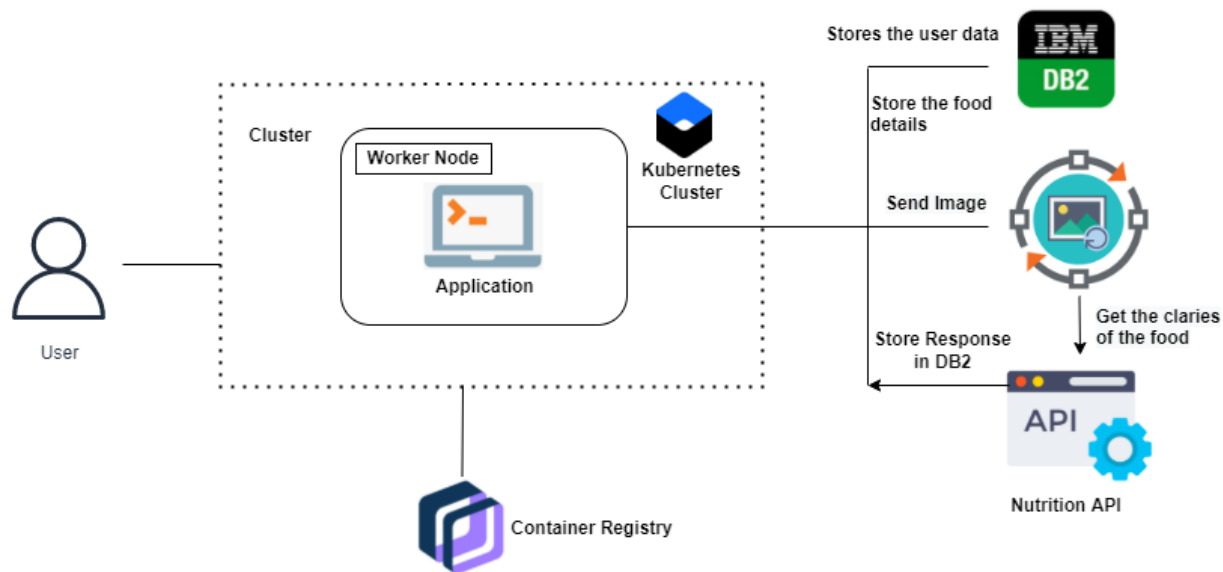 Stores the user data
IBM
DB2
Store the food
details
Cluster
Worker Node
Kubernetes
Cluster
Application
Send Image
User
Get the claries
of the food
Store Response
in DB2
API
Nutrition API
Container Registry